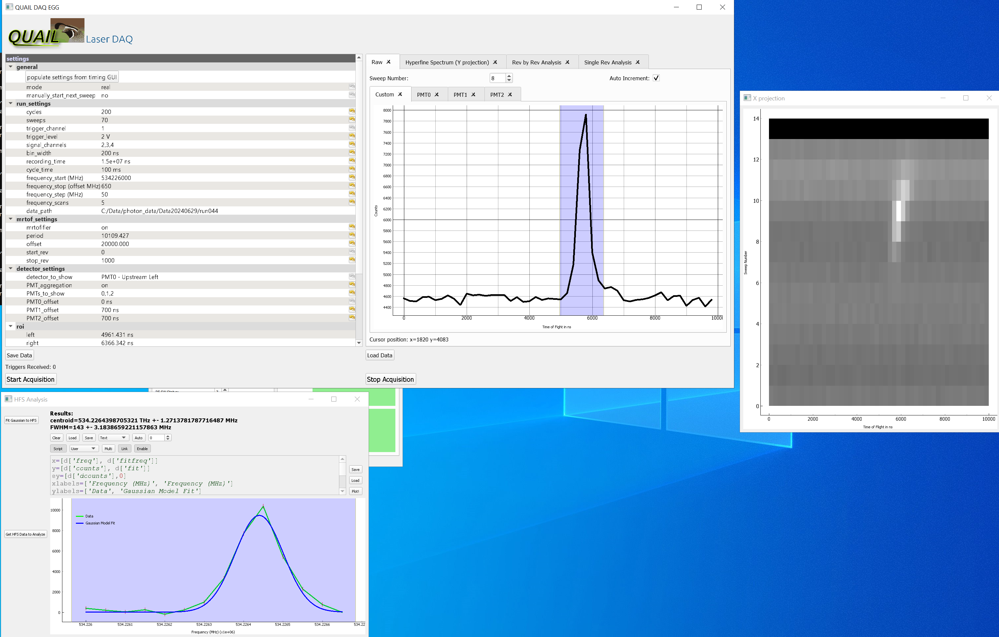 QUAIL DAQ EGG
QUAIL Laser DAQ
settings
general
populate settings from timing GUI
mode real
manually_start_next_sweep no
run_settings
cycles 200
sweeps 70
trigger_channel 1
trigger_level 2 V
signal_channels 2,3,4
bin_width 200 ns
recording_time 1.5e+07 ns
cycle_time 100 ms
frequency_start (MHz) 534226000
frequency_stop (offset MHz) 650
frequency_step (MHz) 50
frequency_scans 5
data_path C:/Data/photon_data/Data20240629/run044
mrtof_settings
mrtofifier on
period 10109.427
offset 20000.000
start_rev 0
stop_rev 1000
detector_settings
detector_to_show PMT0 - Upstream Left
PMT_aggregation on
PMTs_to_show 0,1,2
PMT0_offset 0 ns
PMT1_offset 700 ns
PMT2_offset 700 ns
roi
left 4961.431 ns
right 6366.342 ns
Save Data
Triggers Received: 0
Start Acquisition
Raw Hyperfine Spectrum (Y projection) Rev by Rev Analysis Single Rev Analysis
Sweep Number: 8 Auto Increment:
Custom PMT0 PMT1 PMT2
8000
7800
7600
7400
7200
7000
6800
6600
6400
6200
6000
5800
5600
5400
5200
5000
4800
4600
4400
Counts
0 2000 4000 6000 8000 10000
Time of Fight in ns
Cursor position: x=1820 y=4083
Load Data
Stop Acquisition
X projection
14
12
10
8
6
4
2
0
Sweep Number
0 2000 4000 6000 8000 10000
Time of Flight in ns
HFS Analysis
Fit Gaussian to HFS
Results:
centroid=534.2264398705321 THz +- 1.2713781787716487 MHz
FWHM=143 +- 3.1838659221157863 MHz
Clear Load Save Text Auto 0
Script User Multi Link Enable
x=[d['freq'], d['fitfreq']]
y=[d['counts'], d['fit']]
ey=[d['dcounts'],0]
xlabels=['Frequency (MHz)', 'Frequency (MHz)']
ylabels=['Data', 'Gaussian Model Fit']
Save
Load
Plot!
Get HFS Data to Analyze
10000
8000
6000
4000
2000
0
Data
Gaussian Model Fit
534.226 534.2261 534.2262 534.2263 534.2264 534.2265 534.2266 534.22
Frequency (MHz) (x1e+06)